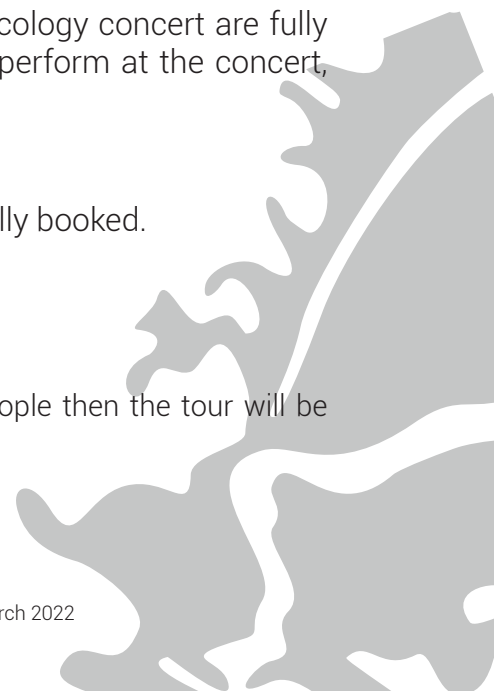 cology concert are fully
perform at the concert,
lly booked.
ople then the tour will be
rch 2022